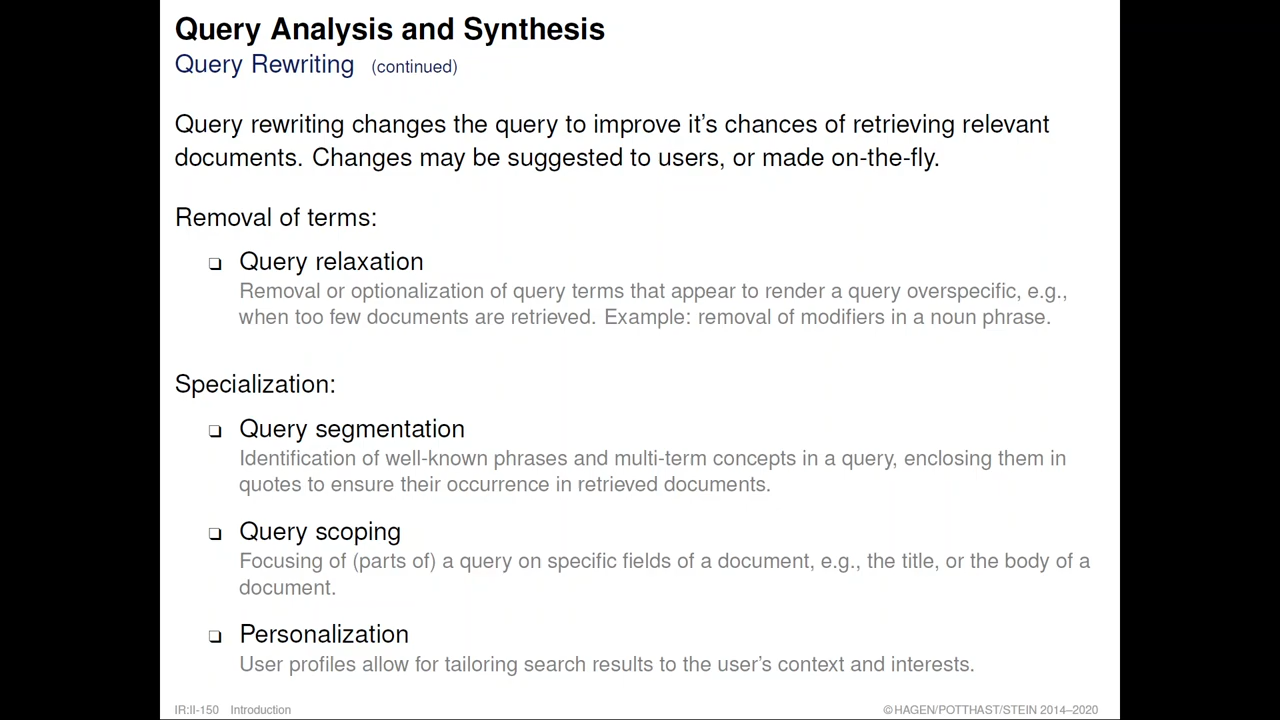 Query Analysis and Synthesis
Query Rewriting (continued)
Query rewriting changes the query to improve it's chances of retrieving relevant
documents. Changes may be suggested to users, or made on-the-fly.
Removal of terms:
❏ Query relaxation
Removal or optionalization of query terms that appear to render a query overspecific, e.g.,
when too few documents are retrieved. Example: removal of modifiers in a noun phrase.
Specialization:
❏ Query segmentation
Identification of well-known phrases and multi-term concepts in a query, enclosing them in
quotes to ensure their occurrence in retrieved documents.
❏ Query scoping
Focusing of (parts of) a query on specific fields of a document, e.g., the title, or the body of a
document.
❏ Personalization
User profiles allow for tailoring search results to the user's context and interests.
IR:II-150 Introduction ©HAGEN/POTTHAST/STEIN 2014–2020